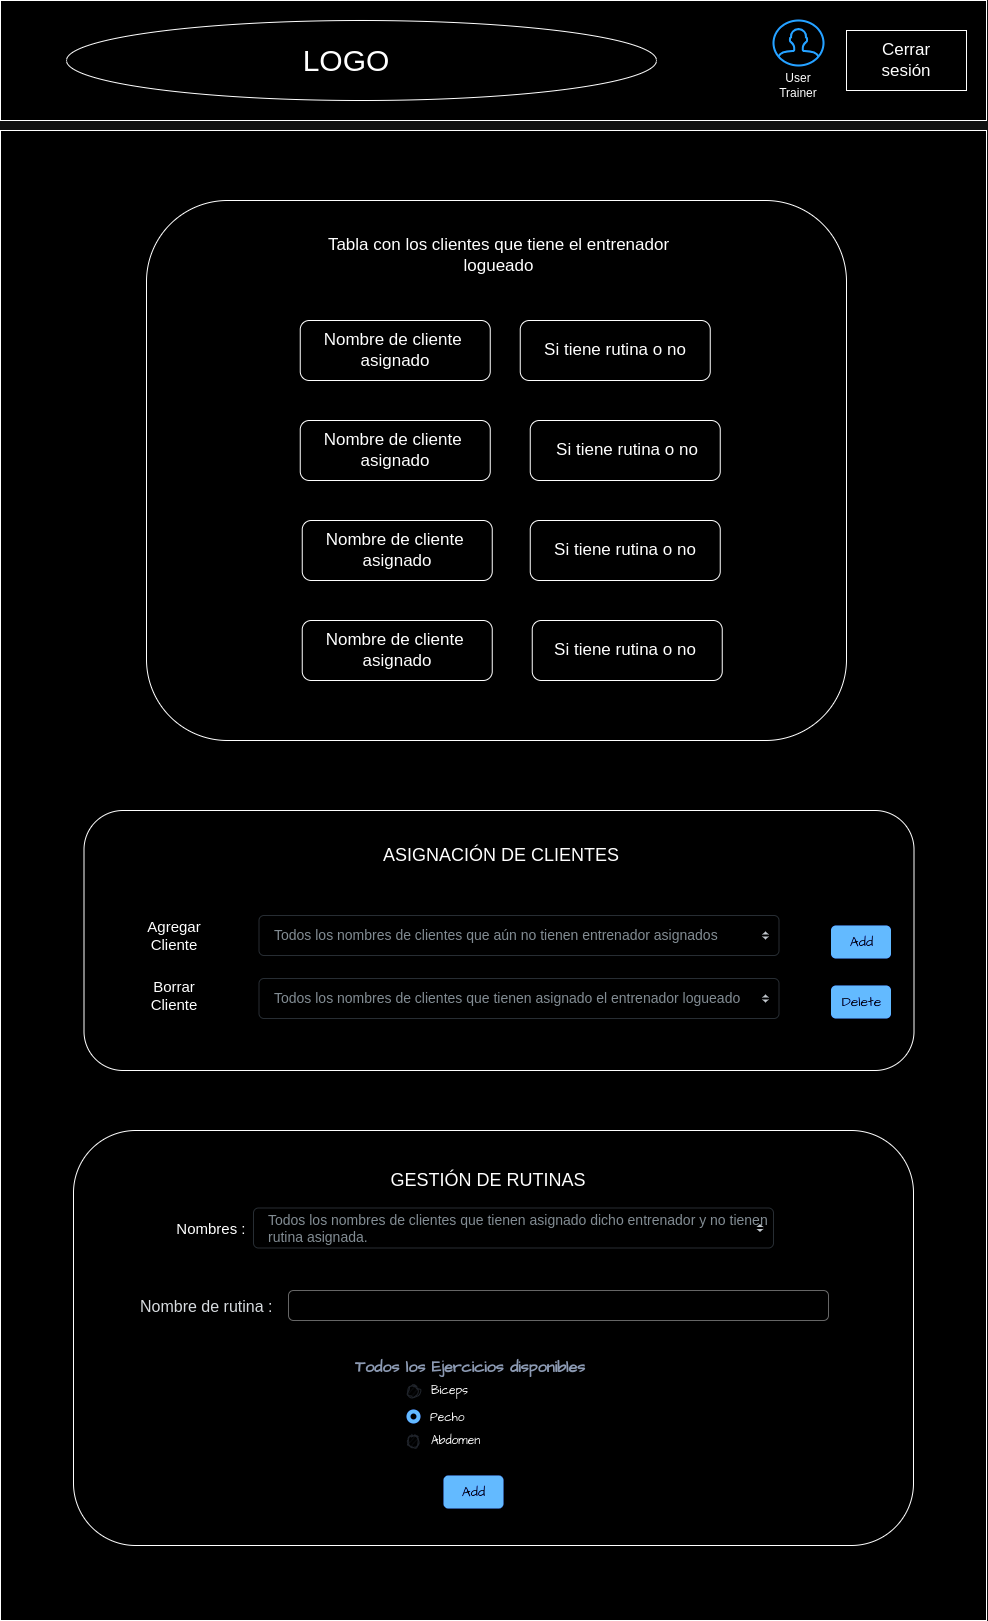 LOGO
User
Trainer
Cerrar
sesión
Tabla con los clientes que tiene el entrenador
logueado
Nombre de cliente
asignado
Si tiene rutina o no
Nombre de cliente
asignado
Si tiene rutina o no
Nombre de cliente
asignado
Si tiene rutina o no
Nombre de cliente
asignado
Si tiene rutina o no
ASIGNACIÓN DE CLIENTES
Agregar
Cliente
Todos los nombres de clientes que aún no tienen entrenador asignados
Add
Borrar
Cliente
Todos los nombres de clientes que tienen asignado el entrenador logueado
Delete
GESTIÓN DE RUTINAS
Nombres :
Todos los nombres de clientes que tienen asignado dicho entrenador y no tienen
rutina asignada.
Nombre de rutina :
Todos los Ejercicios disponibles
Biceps
Pecho
Abdomen
Add